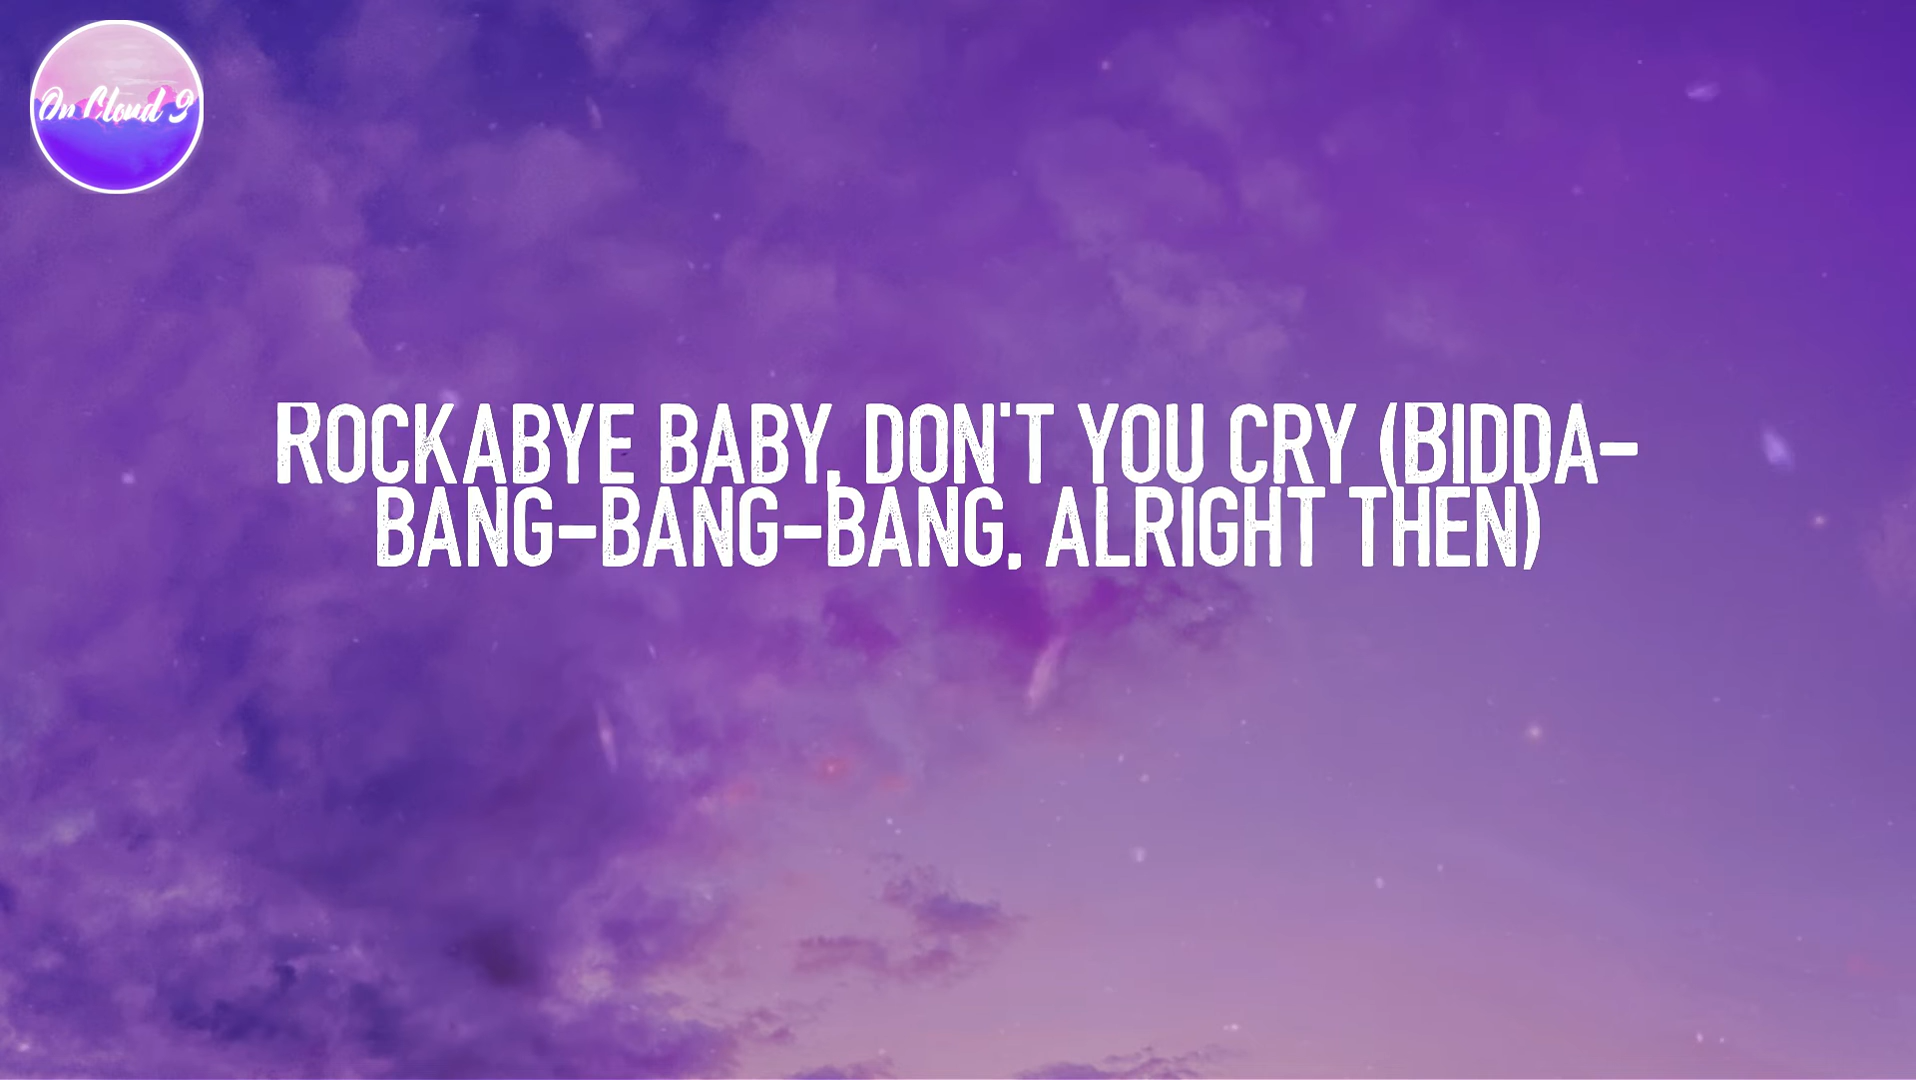 On Cloud 9
Rockabye baby, don't you cry (Bidda-
bang-bang-bang, alright then)